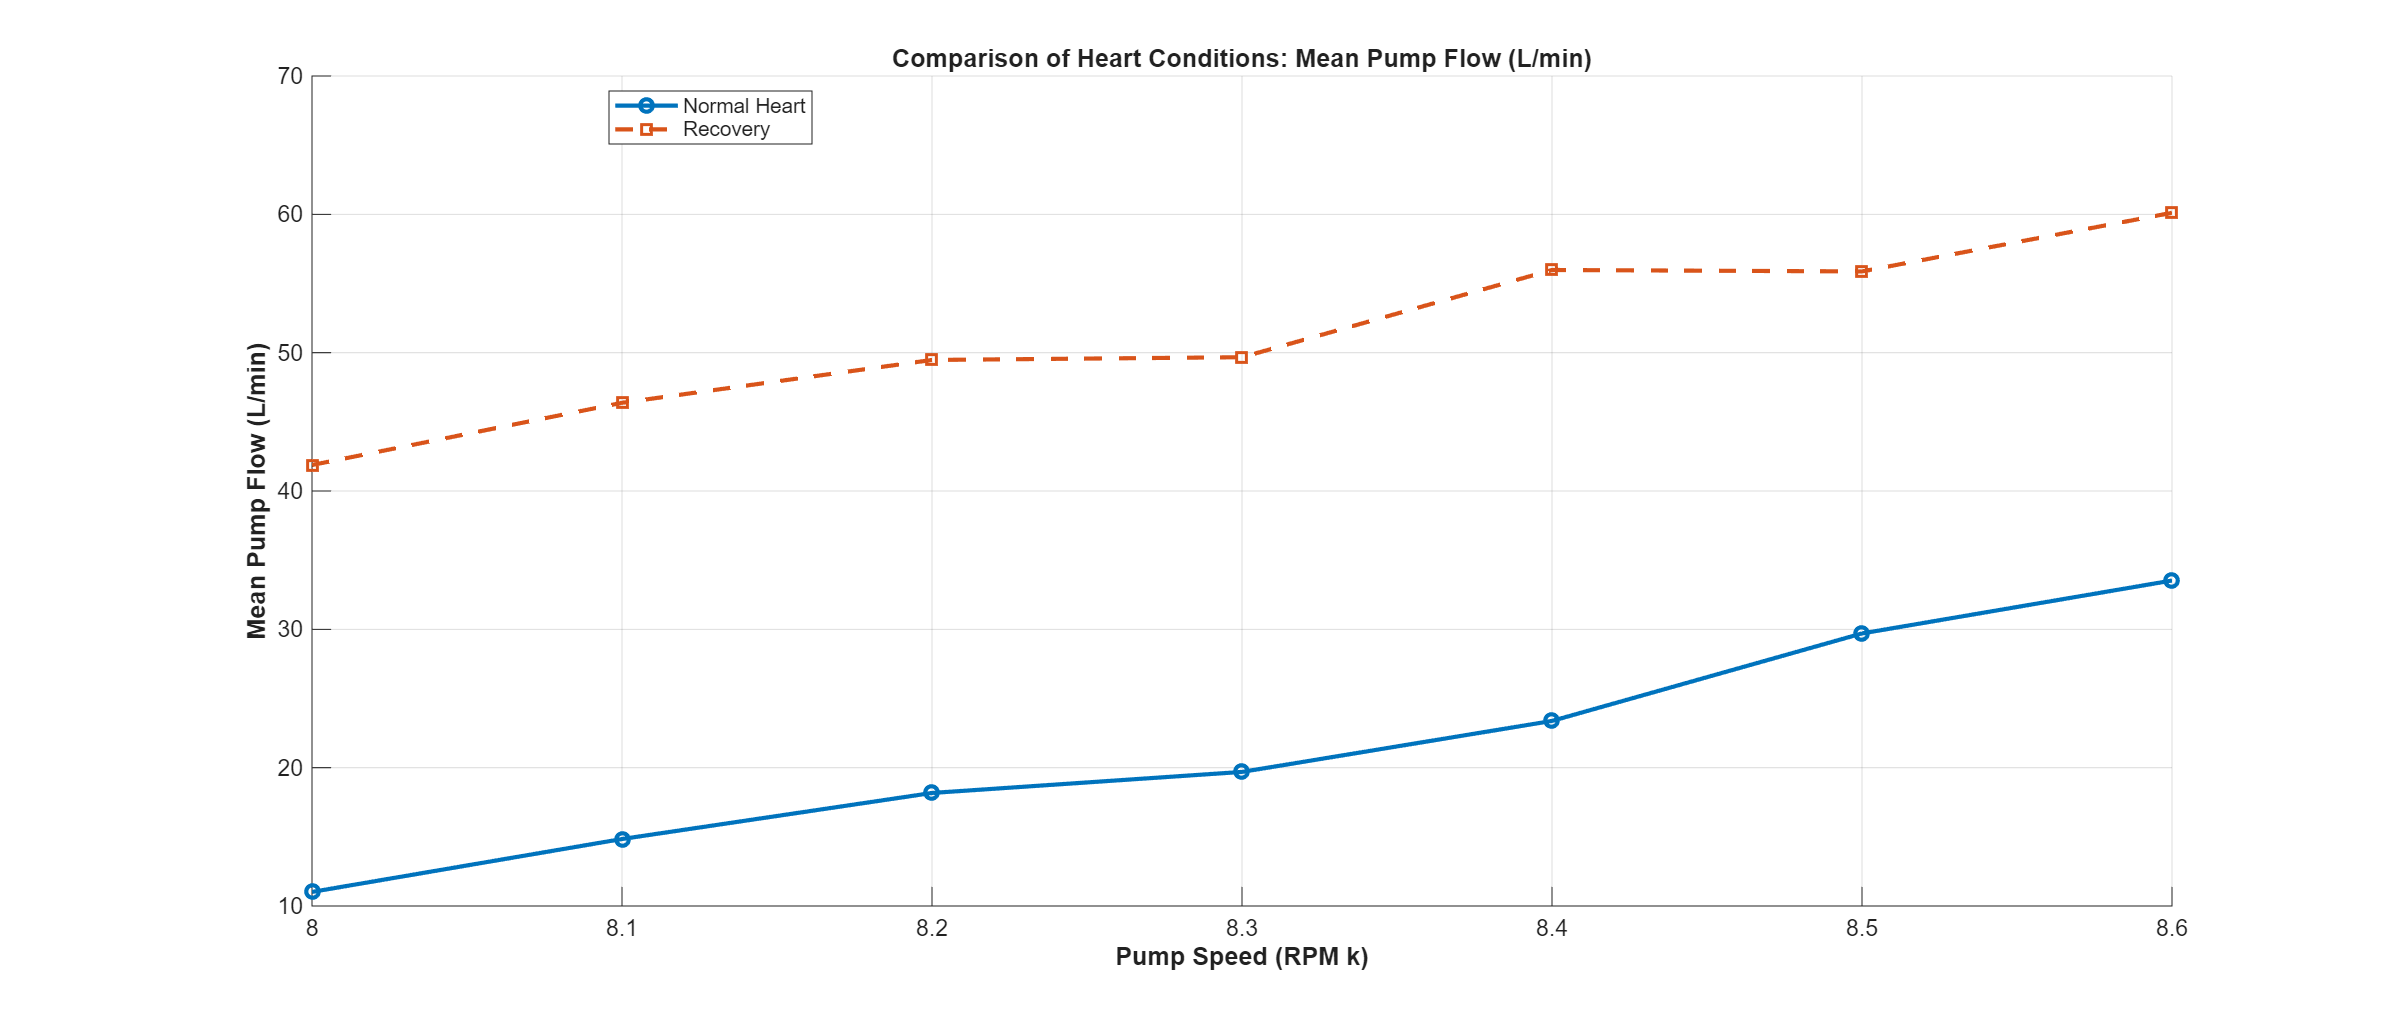 Comparison of Heart Conditions: Mean Pump Flow (L/min)
Normal Heart
Recovery
Mean Pump Flow (L/min)
70
60
50
40
30
20
10
8 8.1 8.2 8.3 8.4 8.5 8.6
Pump Speed (RPM k)